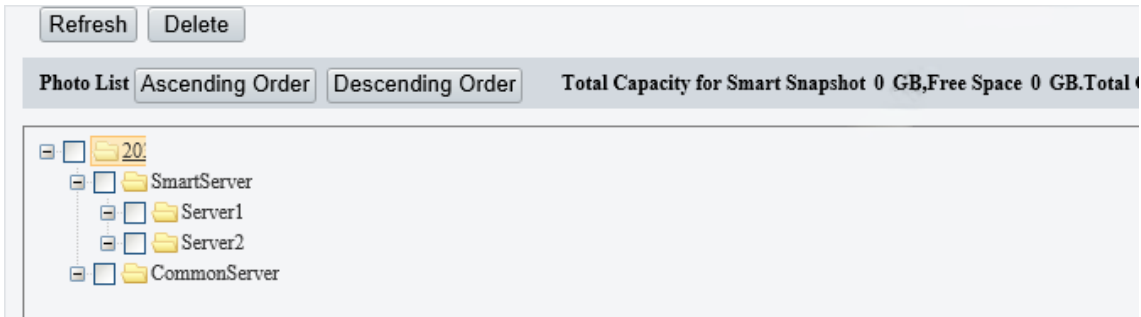 Refresh Delete
Photo List Ascending Order Descending Order Total Capacity for Smart Snapshot 0 GB,Free Space 0 GB.Total
SmartServer
Server1
Server2
CommonServer